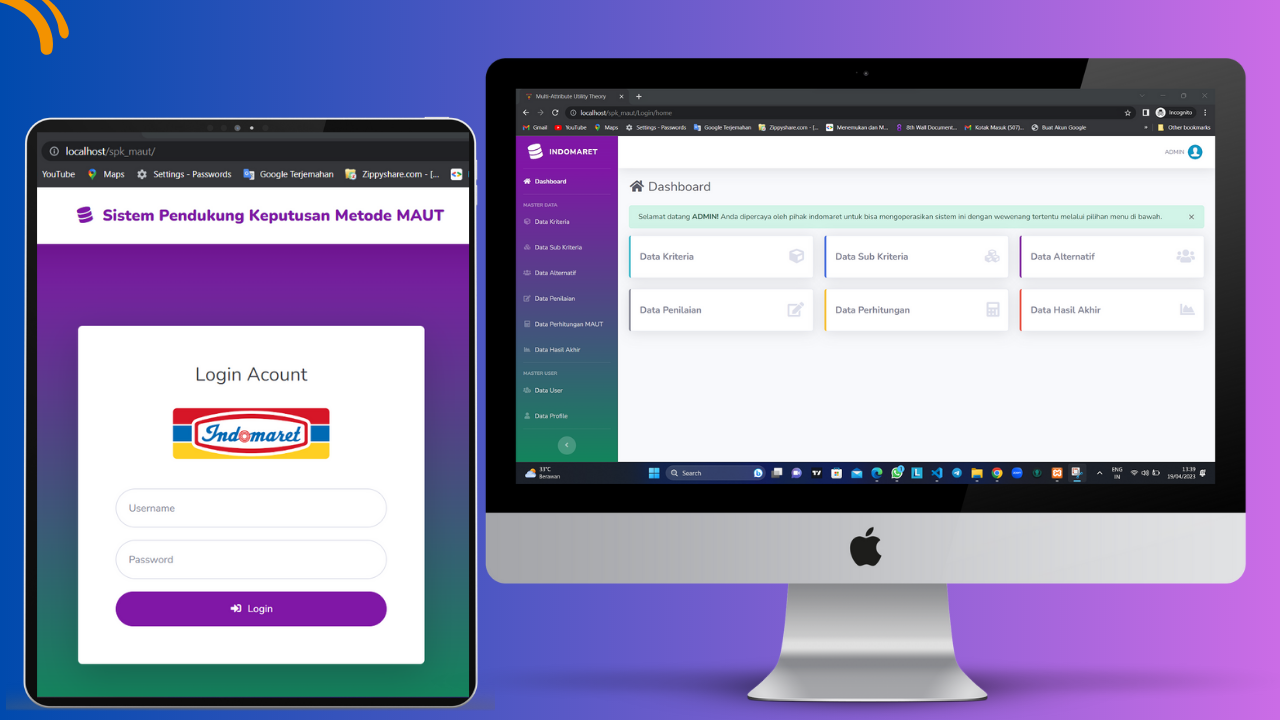 localhost/spk_maut/
YouTube Maps Settings - Passwords Google Terjemahan Zippyshare.com - [...
Sistem Pendukung Keputusan Metode MAUT
Login Acount
Indomaret
Username
Password
Login
Multi-Attribute Utility Theory
localhost/spk_maut/Login/home
Incognito
Gmail YouTube Maps Settings - Passwords Google Terjemahan Zippyshare.com - [... Menemukan dan M... 8th Wall Document... Kotak Masuk (507)... Buat Akun Google » Other bookmarks
INDOMARET
ADMIN
Dashboard
MASTER DATA
Data Kriteria
Data Sub Kriteria
Data Alternatif
Data Penilaian
Data Perhitungan MAUT
Data Hasil Akhir
MASTER USER
Data User
Data Profile
Dashboard
Selamat datang ADMIN! Anda dipercaya oleh pihak indomaret untuk bisa mengoperasikan sistem ini dengan wewenang tertentu melalui pilihan menu di bawah.
Data Kriteria
Data Sub Kriteria
Data Alternatif
Data Penilaian
Data Perhitungan
Data Hasil Akhir
33°C
Berawan
Search
ENG
IN
13:39
19/04/2023